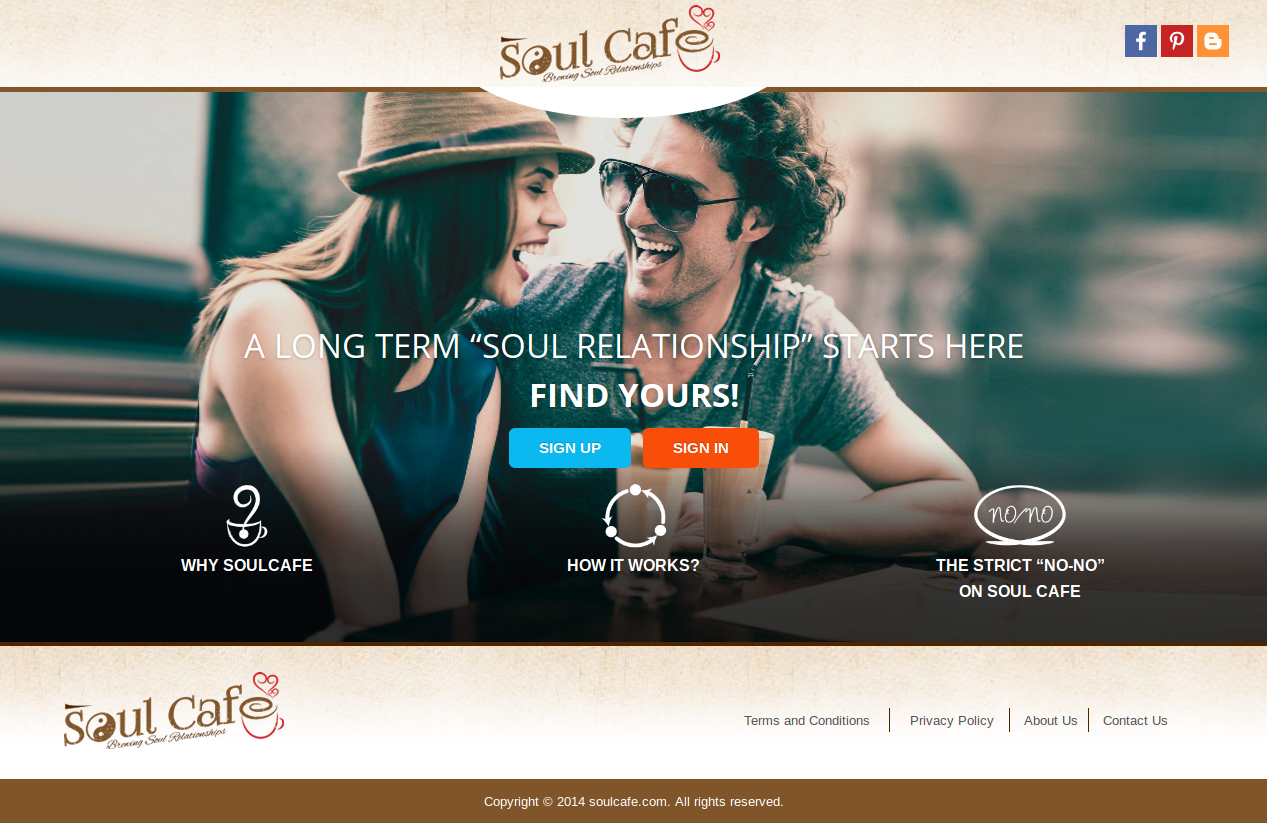 Soul Cafe
Brewing Soul Relationships
A LONG TERM “SOUL RELATIONSHIP” STARTS HERE
FIND YOURS!
SIGN UP
SIGN IN
WHY SOULCAFE
HOW IT WORKS?
NO/NO
THE STRICT “NO-NO”
ON SOUL CAFE
Soul Cafe
Brewing Soul Relationships
Terms and Conditions
Privacy Policy
About Us
Contact Us
Copyright © 2014 soulcafe.com. All rights reserved.